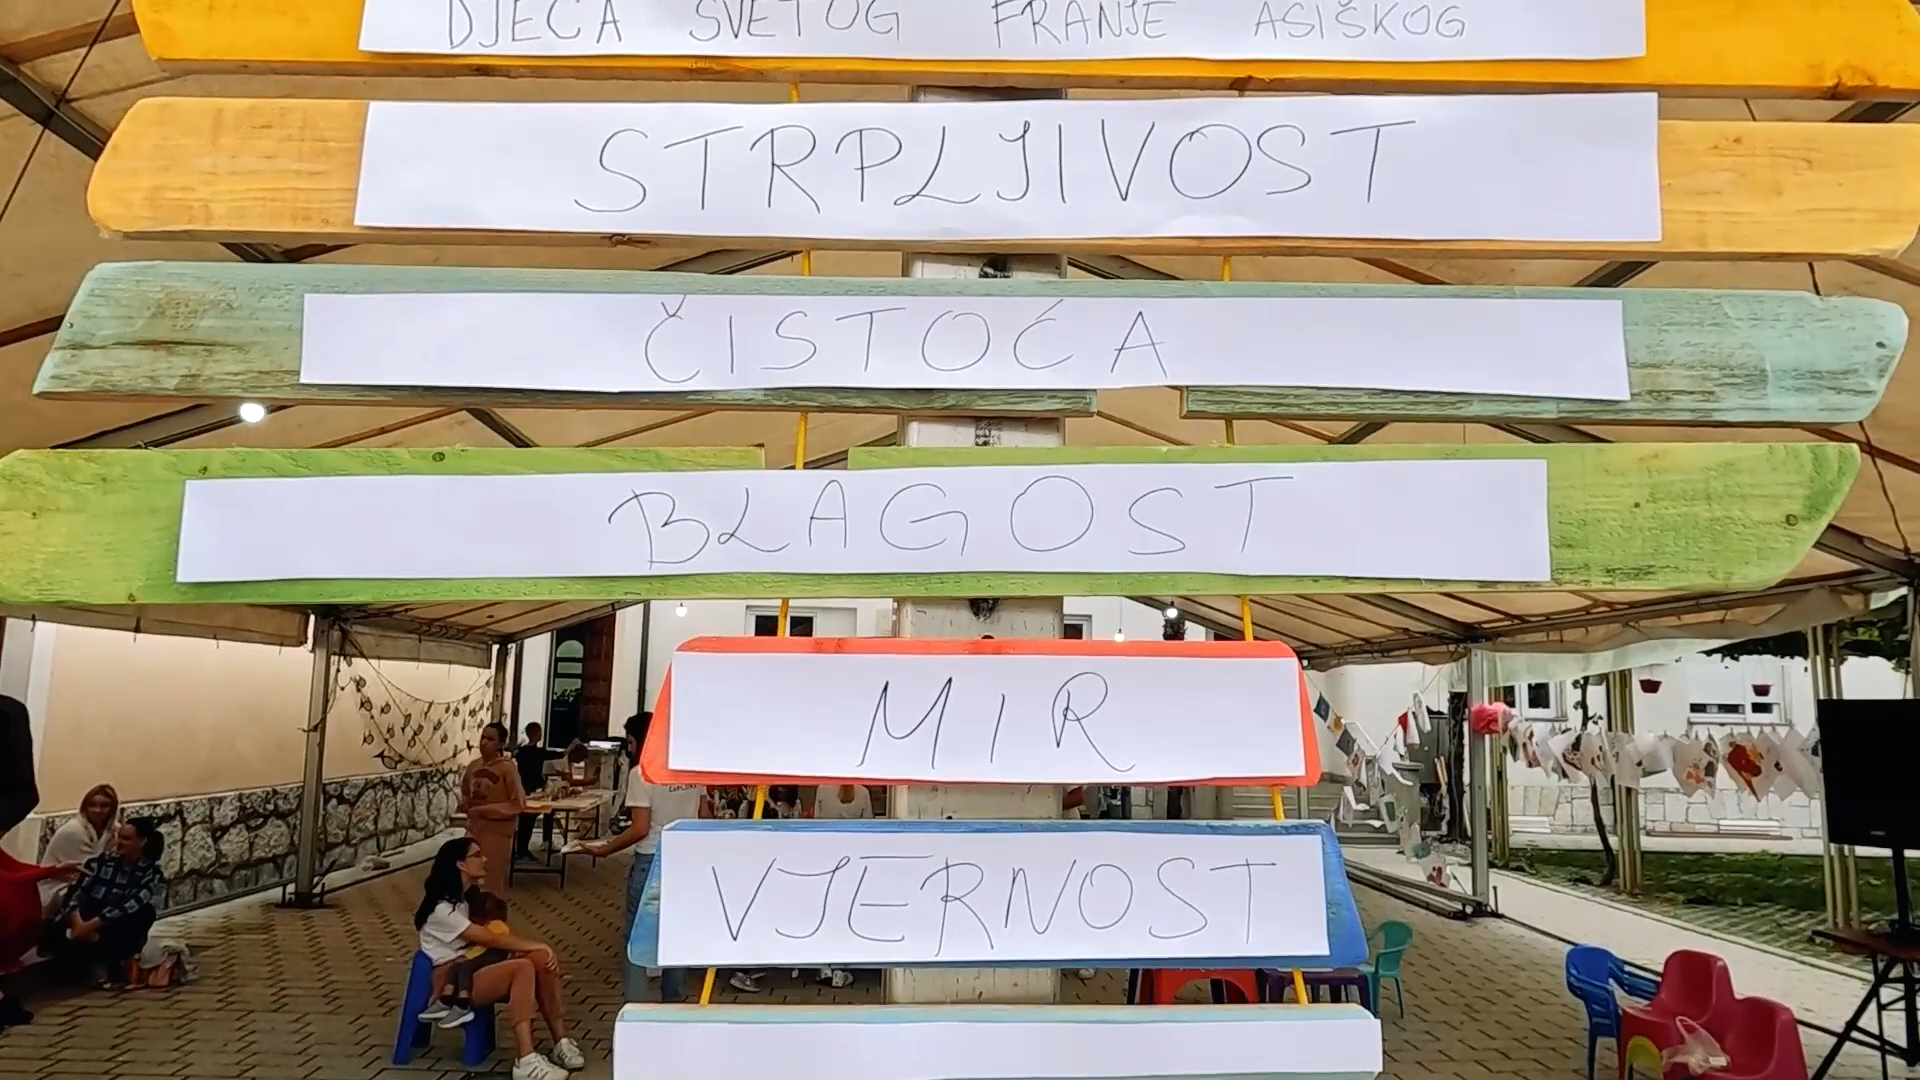 DJECA SVETOG FRANJE ASIŠKOG
STRPLJIVOST
ČISTOĆA
BLAGOST
MIR
VJERNOST